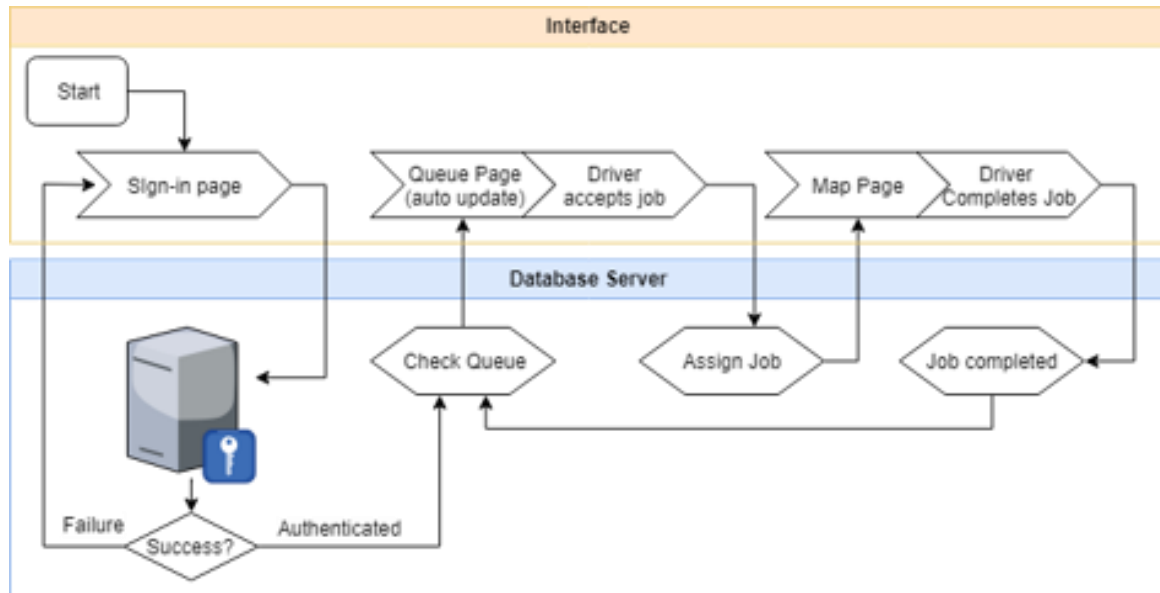 Interface
Start
SIgn-in page
Queue Page
(auto update)
Driver
accepts job
Map Page
Driver
Completes Job
Database Server
Check Queue
Assign Job
Job completed
Failure
Success?
Authenticated